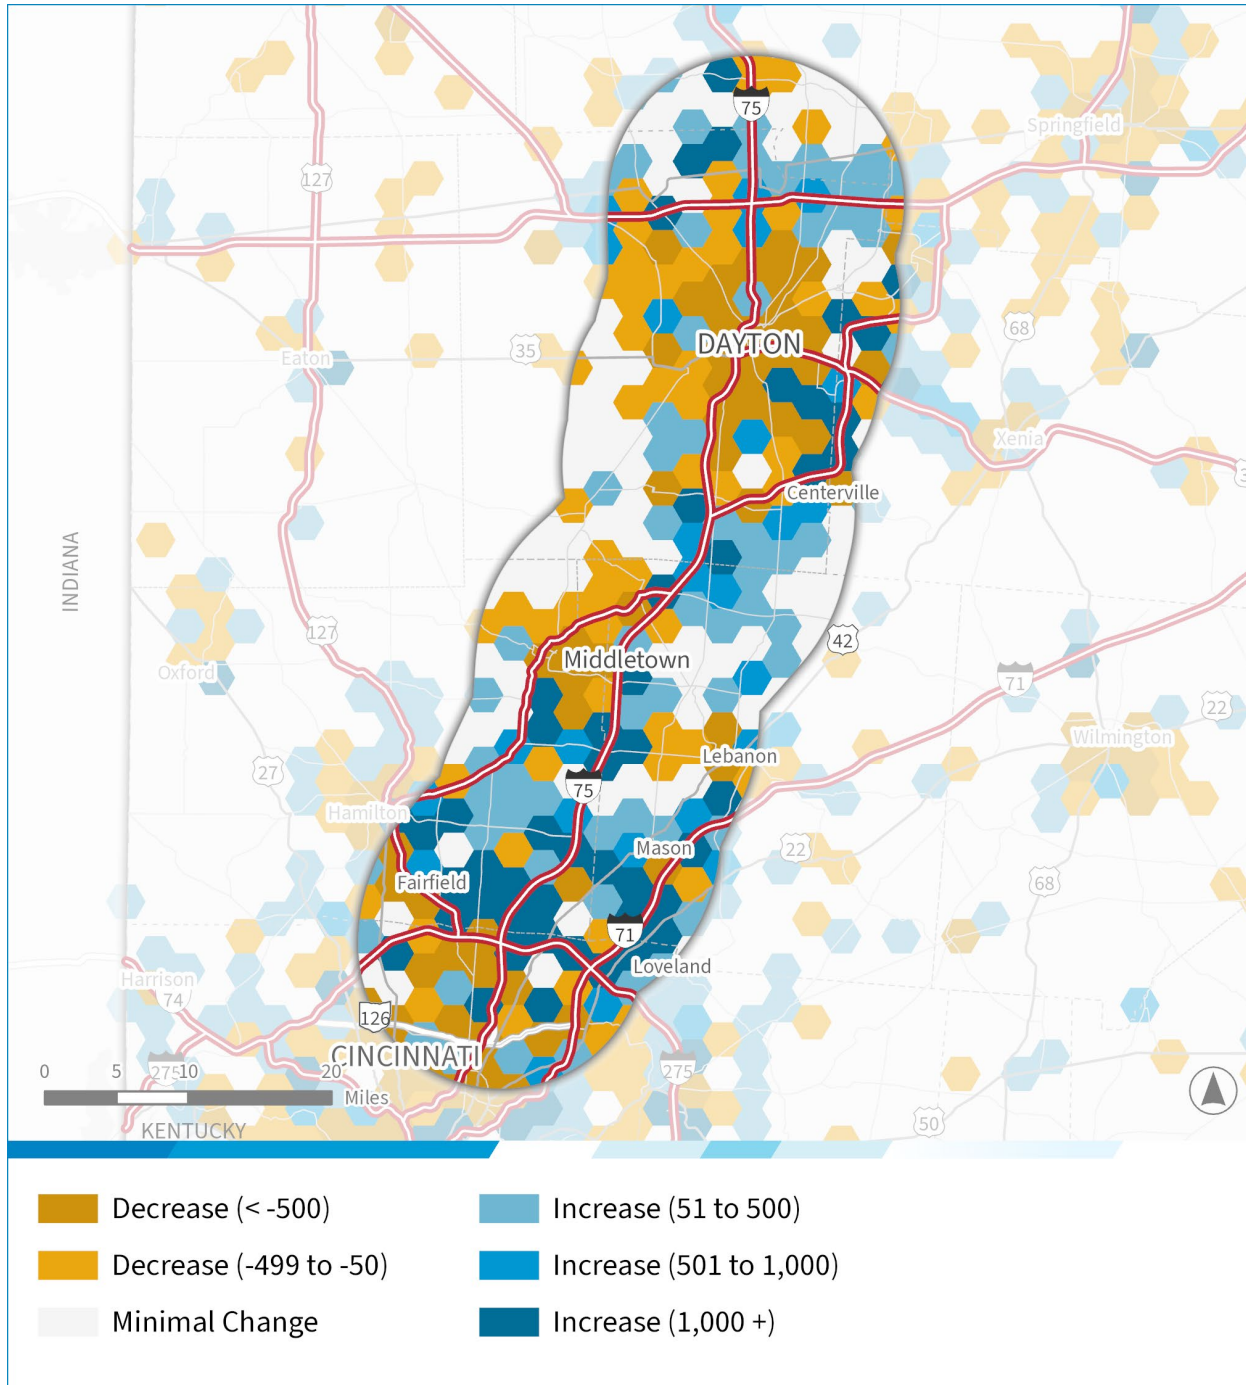 75
Springfield
127
68
35
DAYTON
Eaton
Xenia
3
Centerville
INDIANA
127
42
Middletown
Oxford
71
22
Wilmington
27
Lebanon
75
Hamilton
Mason
22
Fairfield
68
71
Loveland
Harrison
74
126
CINCINNATI
275
275
0 5 10 20
Miles
50
KENTUCKY
Decrease (< -500)
Decrease (-499 to -50)
Minimal Change
Increase (51 to 500)
Increase (501 to 1,000)
Increase (1,000 +)